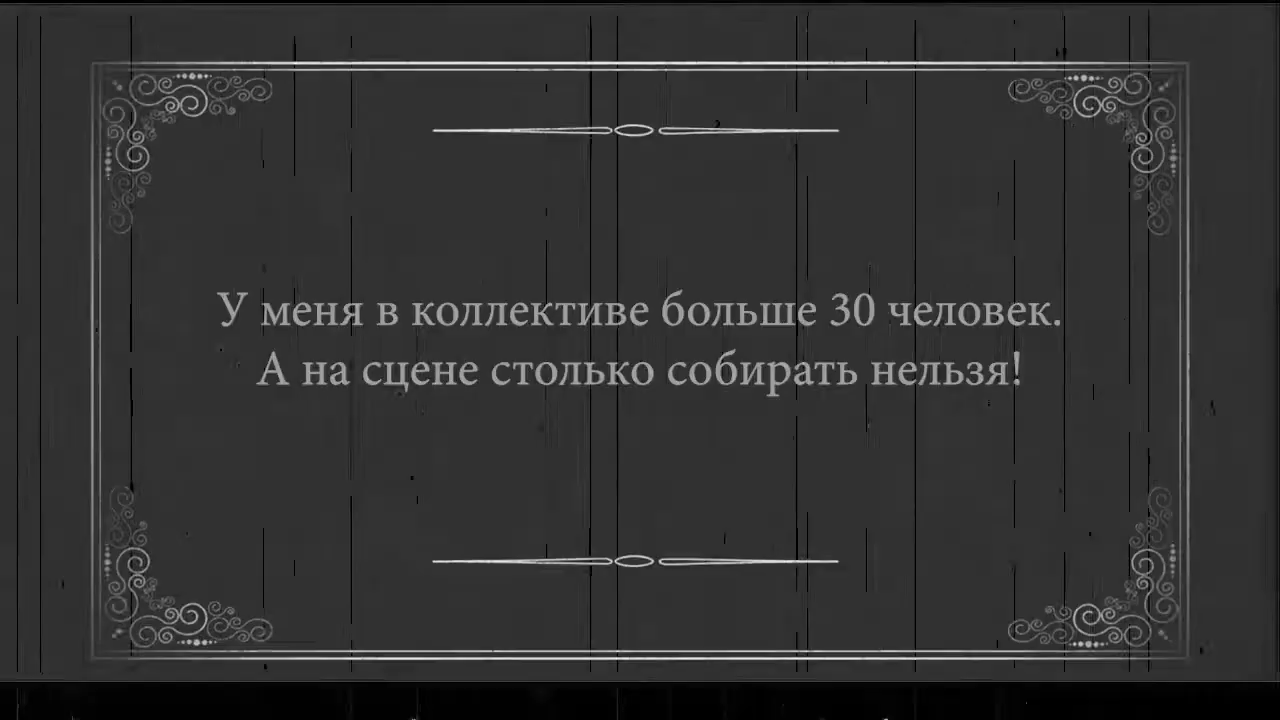 У меня в коллективе больше 30 человек.
А на сцене столько собирать нельзя!